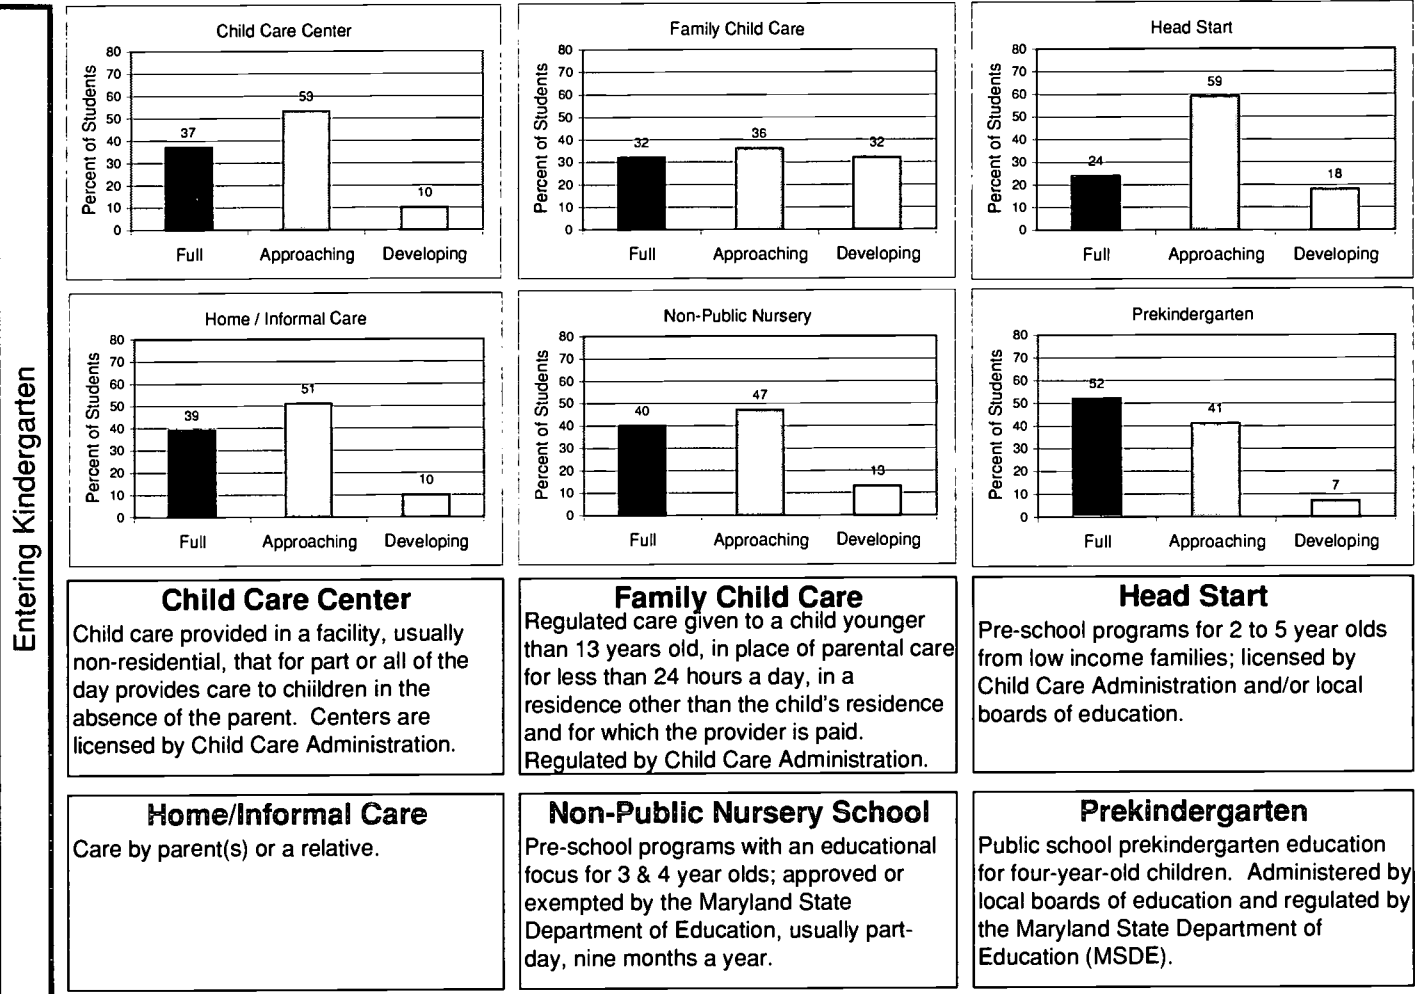 Entering Kindergarten
Child Care Center
Percent of Students
80
70
60
50
40
30
20
10
0
37
53
10
Full Approaching Developing
Family Child Care
Percent of Students
80
70
60
50
40
30
20
10
0
32
36
32
Full Approaching Developing
Head Start
Percent of Students
80
70
60
50
40
30
20
10
0
24
59
18
Full Approaching Developing
Home / Informal Care
Percent of Students
80
70
60
50
40
30
20
10
0
39
51
10
Full Approaching Developing
Non-Public Nursery
Percent of Students
80
70
60
50
40
30
20
10
0
40
47
13
Full Approaching Developing
Prekindergarten
Percent of Students
80
70
60
50
40
30
20
10
0
52
41
7
Full Approaching Developing
Child Care Center
Child care provided in a facility, usually
non-residential, that for part or all of the
day provides care to chiildren in the
absence of the parent. Centers are
licensed by Child Care Administration.
Family Child Care
Regulated care given to a child younger
than 13 years old, in place of parental care
for less than 24 hours a day, in a
residence other than the child's residence
and for which the provider is paid.
Regulated by Child Care Administration.
Head Start
Pre-school programs for 2 to 5 year olds
from low income families; licensed by
Child Care Administration and/or local
boards of education.
Home/Informal Care
Care by parent(s) or a relative.
Non-Public Nursery School
Pre-school programs with an educational
focus for 3 & 4 year olds; approved or
exempted by the Maryland State
Department of Education, usually part-
day, nine months a year.
Prekindergarten
Public school prekindergarten education
for four-year-old children. Administered by
local boards of education and regulated by
the Maryland State Department of
Education (MSDE).